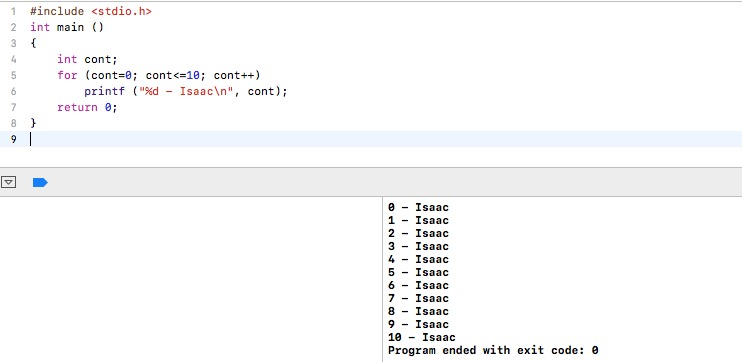 1 #include <stdio.h>
2 int main ()
3 {
4     int cont;
5     for (cont=0; cont<=10; cont++)
6         printf ("%d – Isaac\n", cont);
7     return 0;
8 }
9
0 – Isaac
1 – Isaac
2 – Isaac
3 – Isaac
4 – Isaac
5 – Isaac
6 – Isaac
7 – Isaac
8 – Isaac
9 – Isaac
10 – Isaac
Program ended with exit code: 0